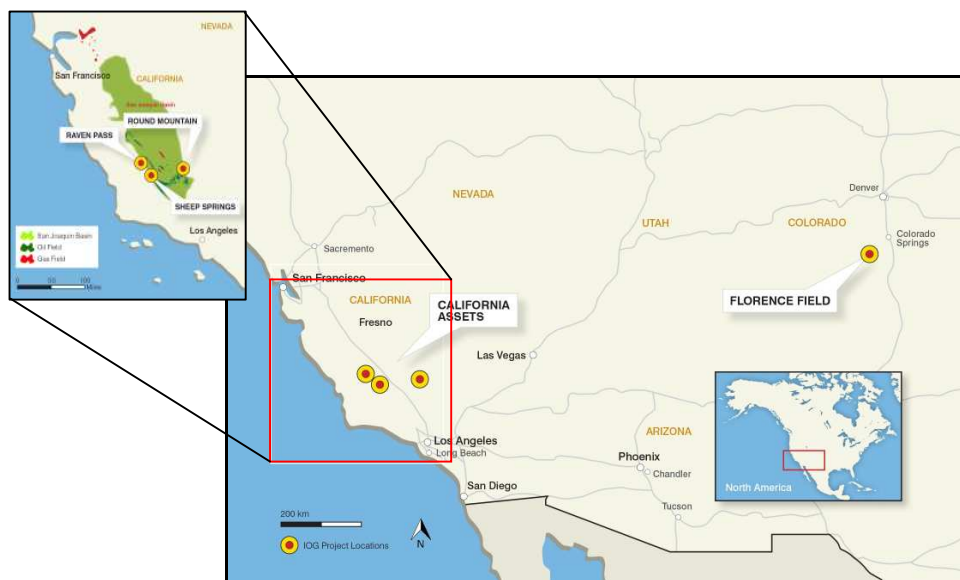 NEVADA
San Francisco
CALIFORNIA
San Joaquin Basin
ROUND MOUNTAIN
RAVEN PASS
SHEEP SPRINGS
Los Angeles
San Joaquin Basin
Oil Field
Gas Field
0 50 100
Miles
NEVADA
UTAH
COLORADO
Denver
Colorado
Springs
Sacramento
San Francisco
CALIFORNIA
Fresno
CALIFORNIA
ASSETS
FLORENCE FIELD
Las Vegas
Los Angeles
Long Beach
ARIZONA
Phoenix
Chandler
San Diego
Tucson
North America
200 km
N
IOG Project Locations